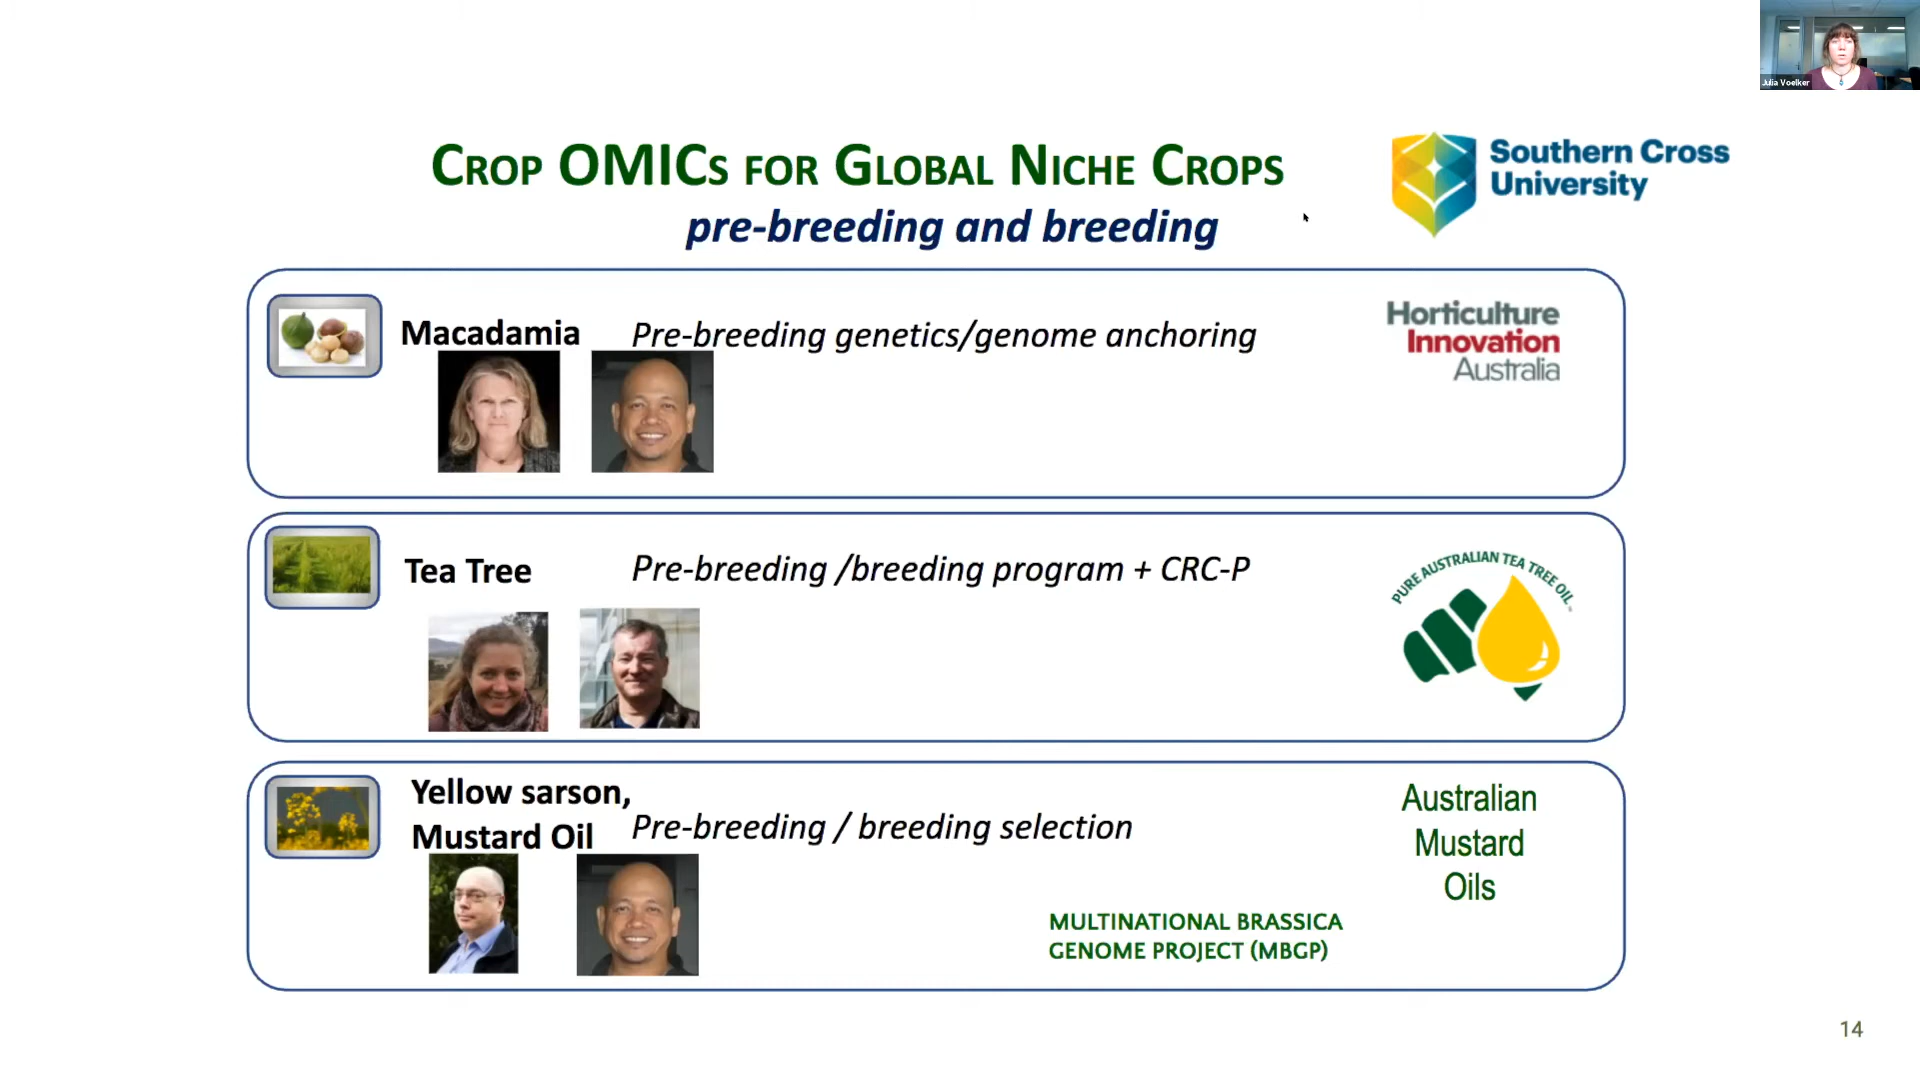 Julia Voelker
CROP OMICS FOR GLOBAL NICHE CROPS
pre-breeding and breeding
Southern Cross
University
Macadamia
Pre-breeding genetics/genome anchoring
Horticulture
Innovation
Australia
Tea Tree
Pre-breeding /breeding program + CRC-P
PURE AUSTRALIAN TEA TREE OIL
Yellow sarson,
Mustard Oil
Pre-breeding / breeding selection
Australian
Mustard
Oils
MULTINATIONAL BRASSICA
GENOME PROJECT (MBGP)
14